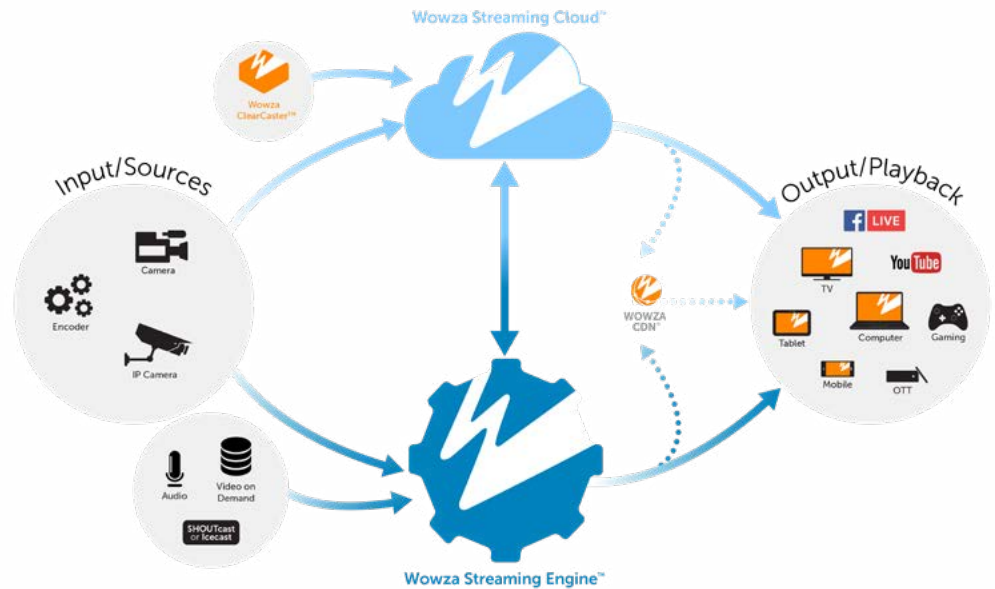 Wowza Streaming Cloud™
Wowza
ClearCaster™
Input/Sources
Camera
Encoder
IP Camera
Audio
Video on
Demand
SHOUTcast
or Icecast
WOWZA
CDN™
Output/Playback
f LIVE
YouTube
TV
Tablet
Computer
Gaming
Mobile
OTT
Wowza Streaming Engine™